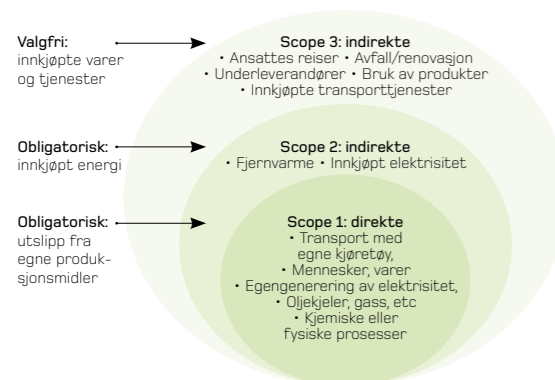 Valgfri:
innkjøpte varer
og tjenester
Scope 3: indirekte
• Ansattes reiser • Avfall/renovasjon
• Underleverandører • Bruk av produkter
• Innkjøpte transporttjenester
Obligatorisk:
innkjøpt energi
Scope 2: indirekte
• Fjernvarme • Innkjøpt elektrisitet
Obligatorisk:
utslipp fra
egne produk-
sjonsmidler
Scope 1: direkte
• Transport med
egne kjøretøy,
• Mennesker, varer
• Egengenerering av elektrisitet,
• Oljekjeler, gass, etc
• Kjemiske eller
fysiske prosesser